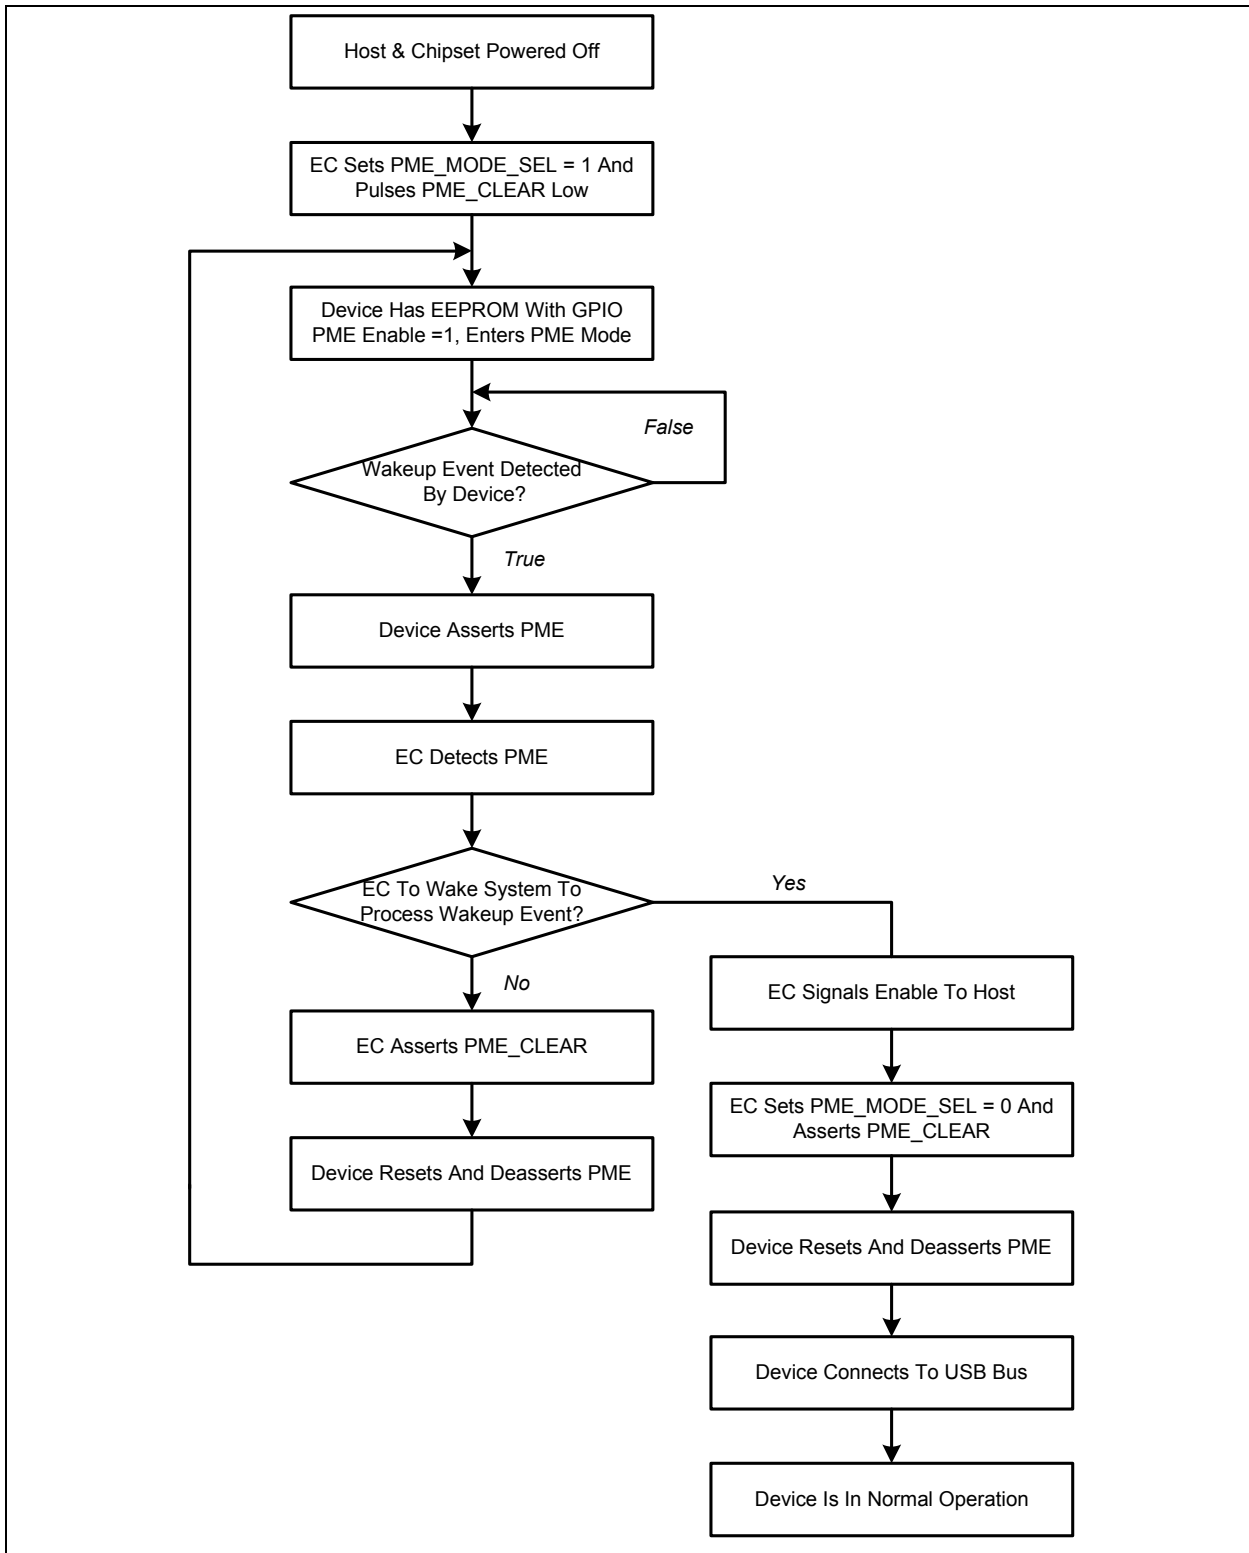 Host & Chipset Powered Off
EC Sets PME_MODE_SEL = 1 And
Pulses PME_CLEAR Low
Device Has EEPROM With GPIO
PME Enable =1, Enters PME Mode
False
Wakeup Event Detected
By Device?
True
Device Asserts PME
EC Detects PME
EC To Wake System To
Process Wakeup Event?
Yes
No
EC Signals Enable To Host
EC Asserts PME_CLEAR
EC Sets PME_MODE_SEL = 0 And
Asserts PME_CLEAR
Device Resets And Deasserts PME
Device Resets And Deasserts PME
Device Connects To USB Bus
Device Is In Normal Operation